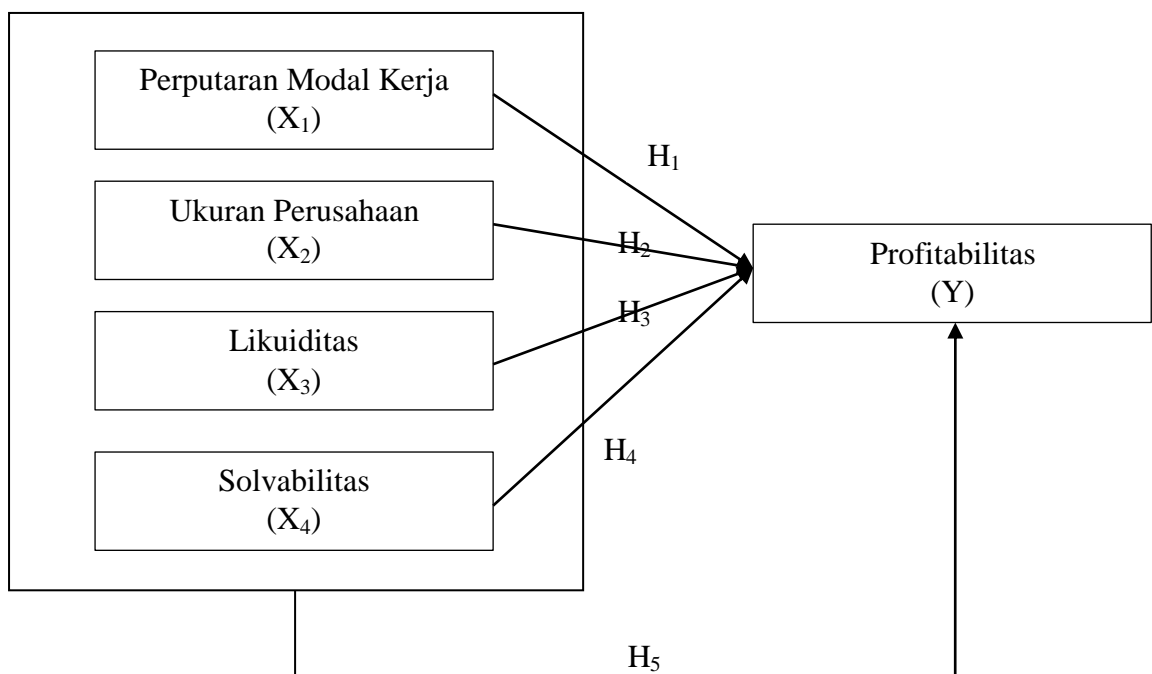 Perputaran Modal Kerja
(X₁)
H₁
Ukuran Perusahaan
(X₂)
H₂
Profitabilitas
(Y)
Likuiditas
(X₃)
H₃
Solvabilitas
(X₄)
H₄
H₅